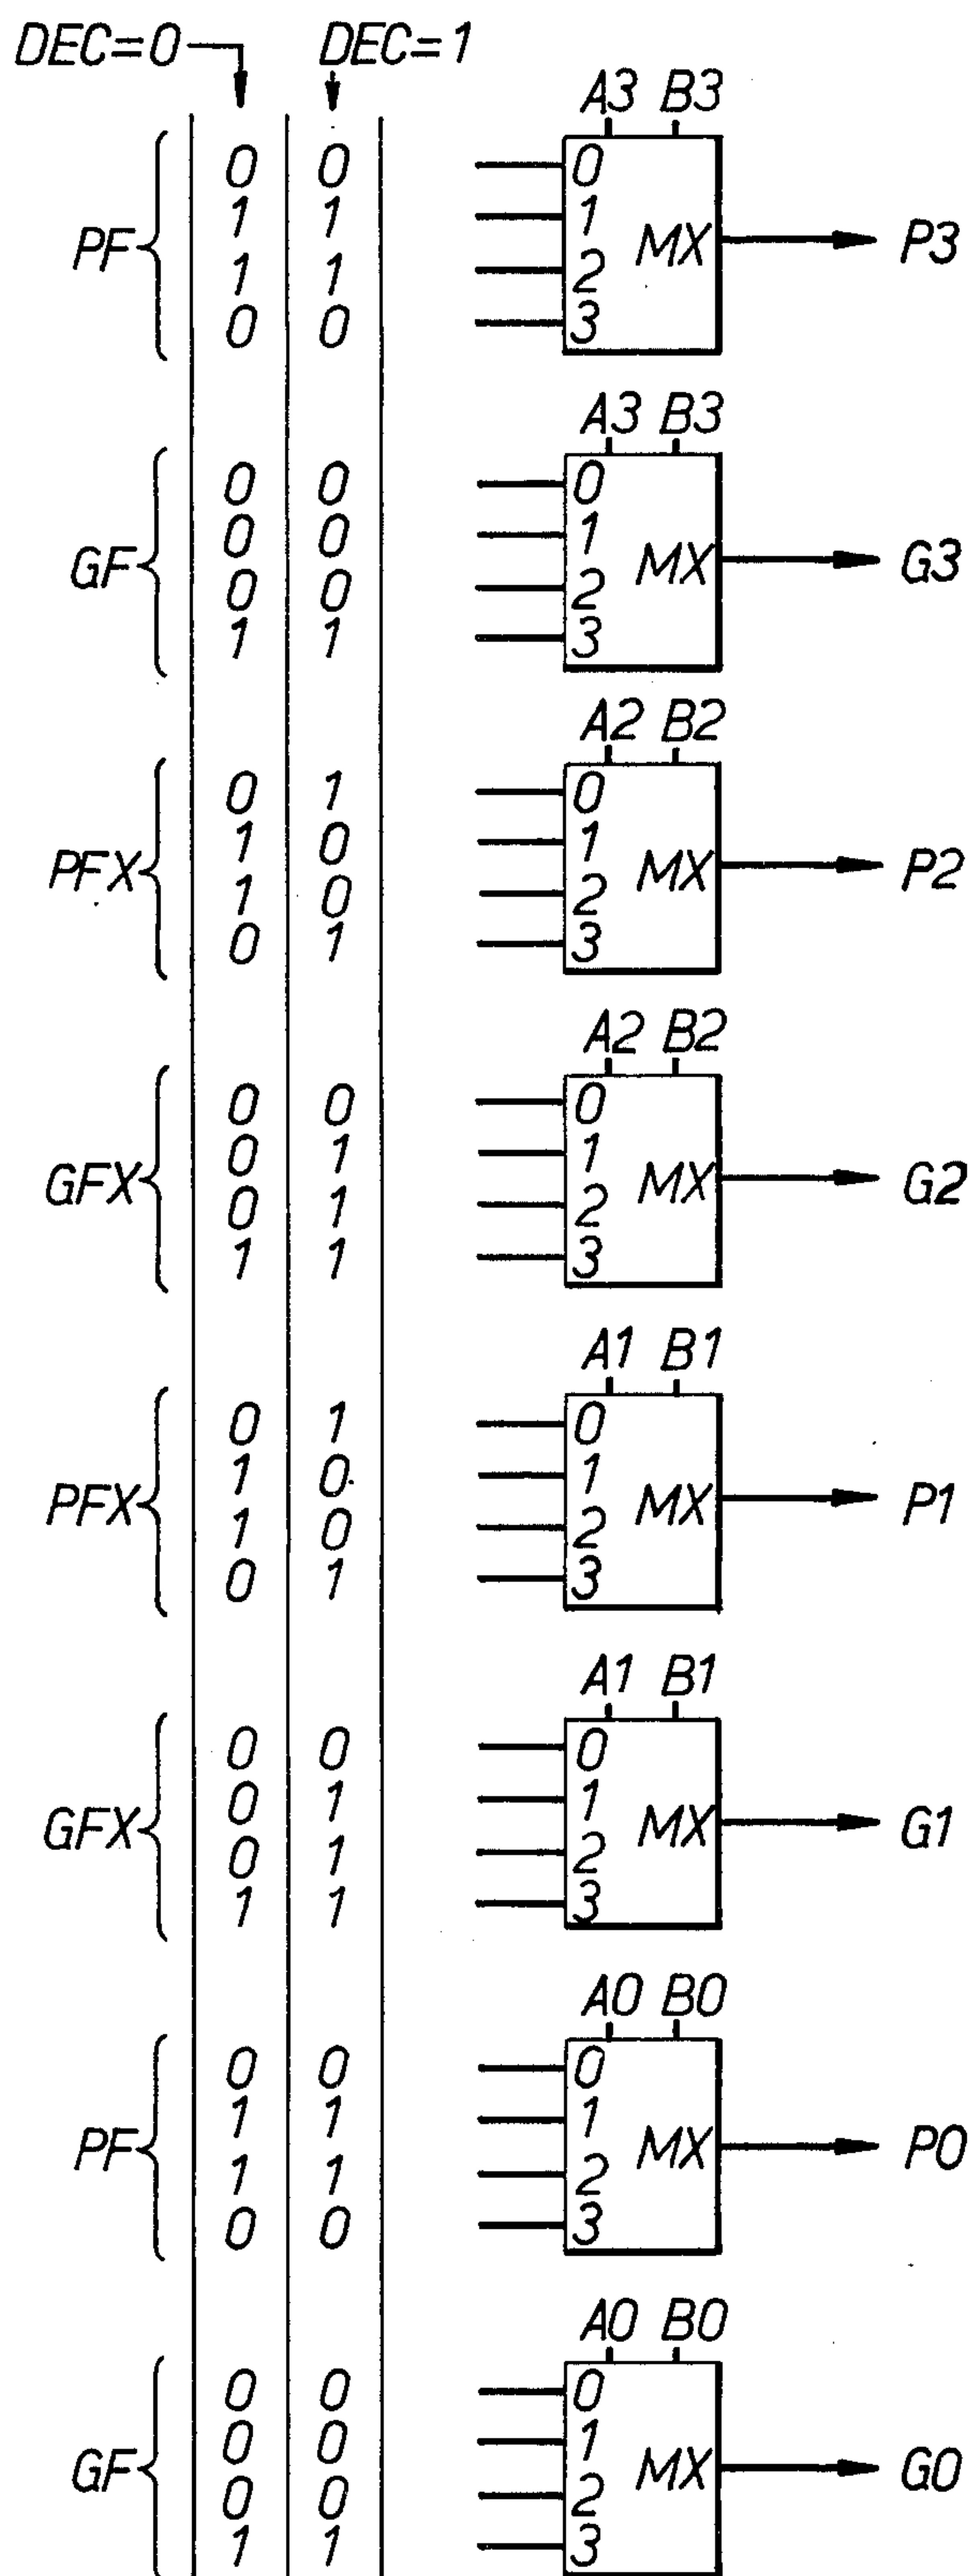 DEC=0 DEC=1
A3 B3
0 0 0
1 1 1
PF MX P3
1 1 2
0 0 3
A3 B3
0 0 0
0 0 1
GF MX G3
0 0 2
1 1 3
A2 B2
0 1 0
1 0 1
PFX MX P2
1 0 2
0 1 3
A2 B2
0 0 0
0 1 1
GFX MX G2
0 1 2
1 1 3
A1 B1
0 1 0
1 0 1
PFX MX P1
1 0 2
0 1 3
A1 B1
0 0 0
0 1 1
GFX MX G1
0 1 2
1 1 3
A0 B0
0 0 0
1 1 1
PF MX P0
1 1 2
0 0 3
A0 B0
0 0 0
0 0 1
GF MX G0
0 0 2
1 1 3